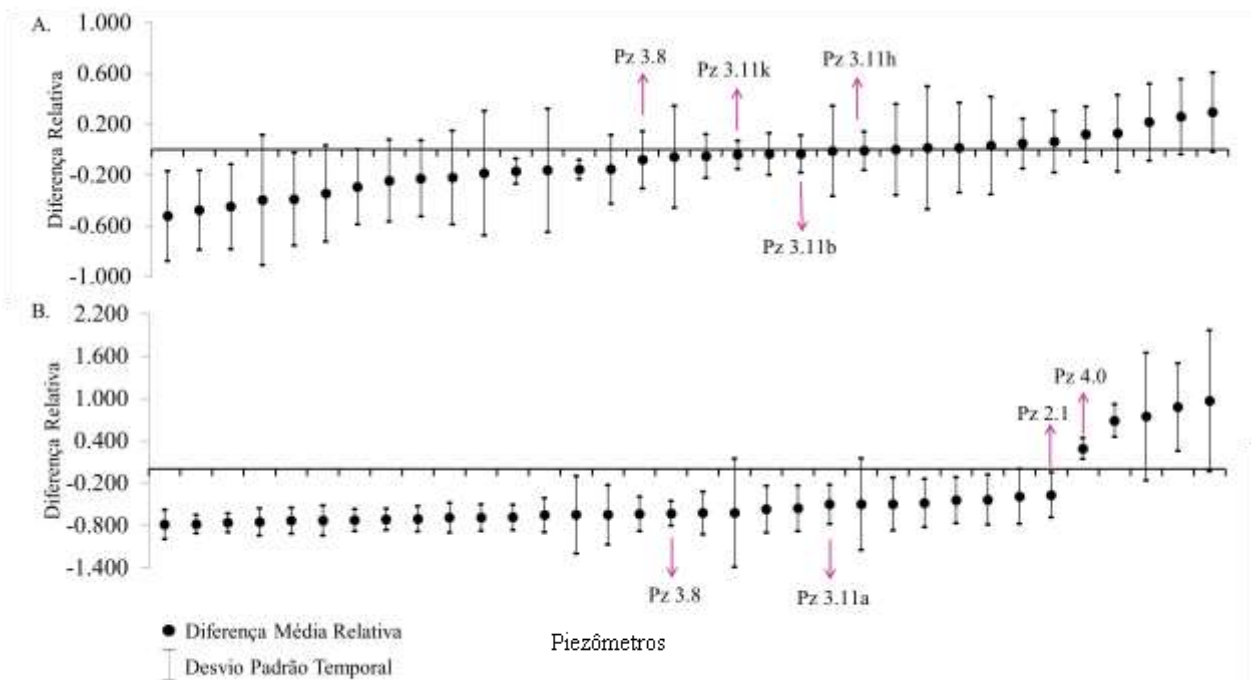 A.
Diferença Relativa
1.000
0.600
0.200
-0.200
-0.600
-1.000
Pz 3.8
Pz 3.11k
Pz 3.11h
Pz 3.11b
B.
Diferença Relativa
2.200
1.600
1.000
0.400
-0.200
-0.800
-1.400
Pz 4.0
Pz 2.1
Pz 3.8
Pz 3.11a
Diferença Média Relativa
Piezômetros
Desvio Padrão Temporal